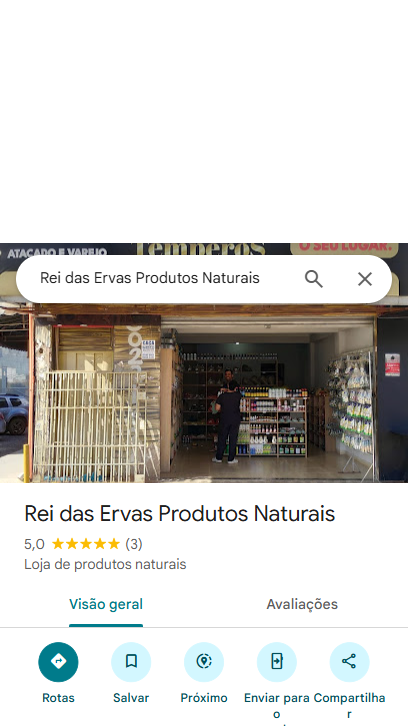 ATACADO E VAREJO
Temperos
O SEU LUGAR.
Rei das Ervas Produtos Naturais
Rei das Ervas Produtos Naturais
5,0 ★★★★★ (3)
Loja de produtos naturais
Visão geral
Avaliações
Rotas
Salvar
Próximo
Enviar para
o
Compartilha
r